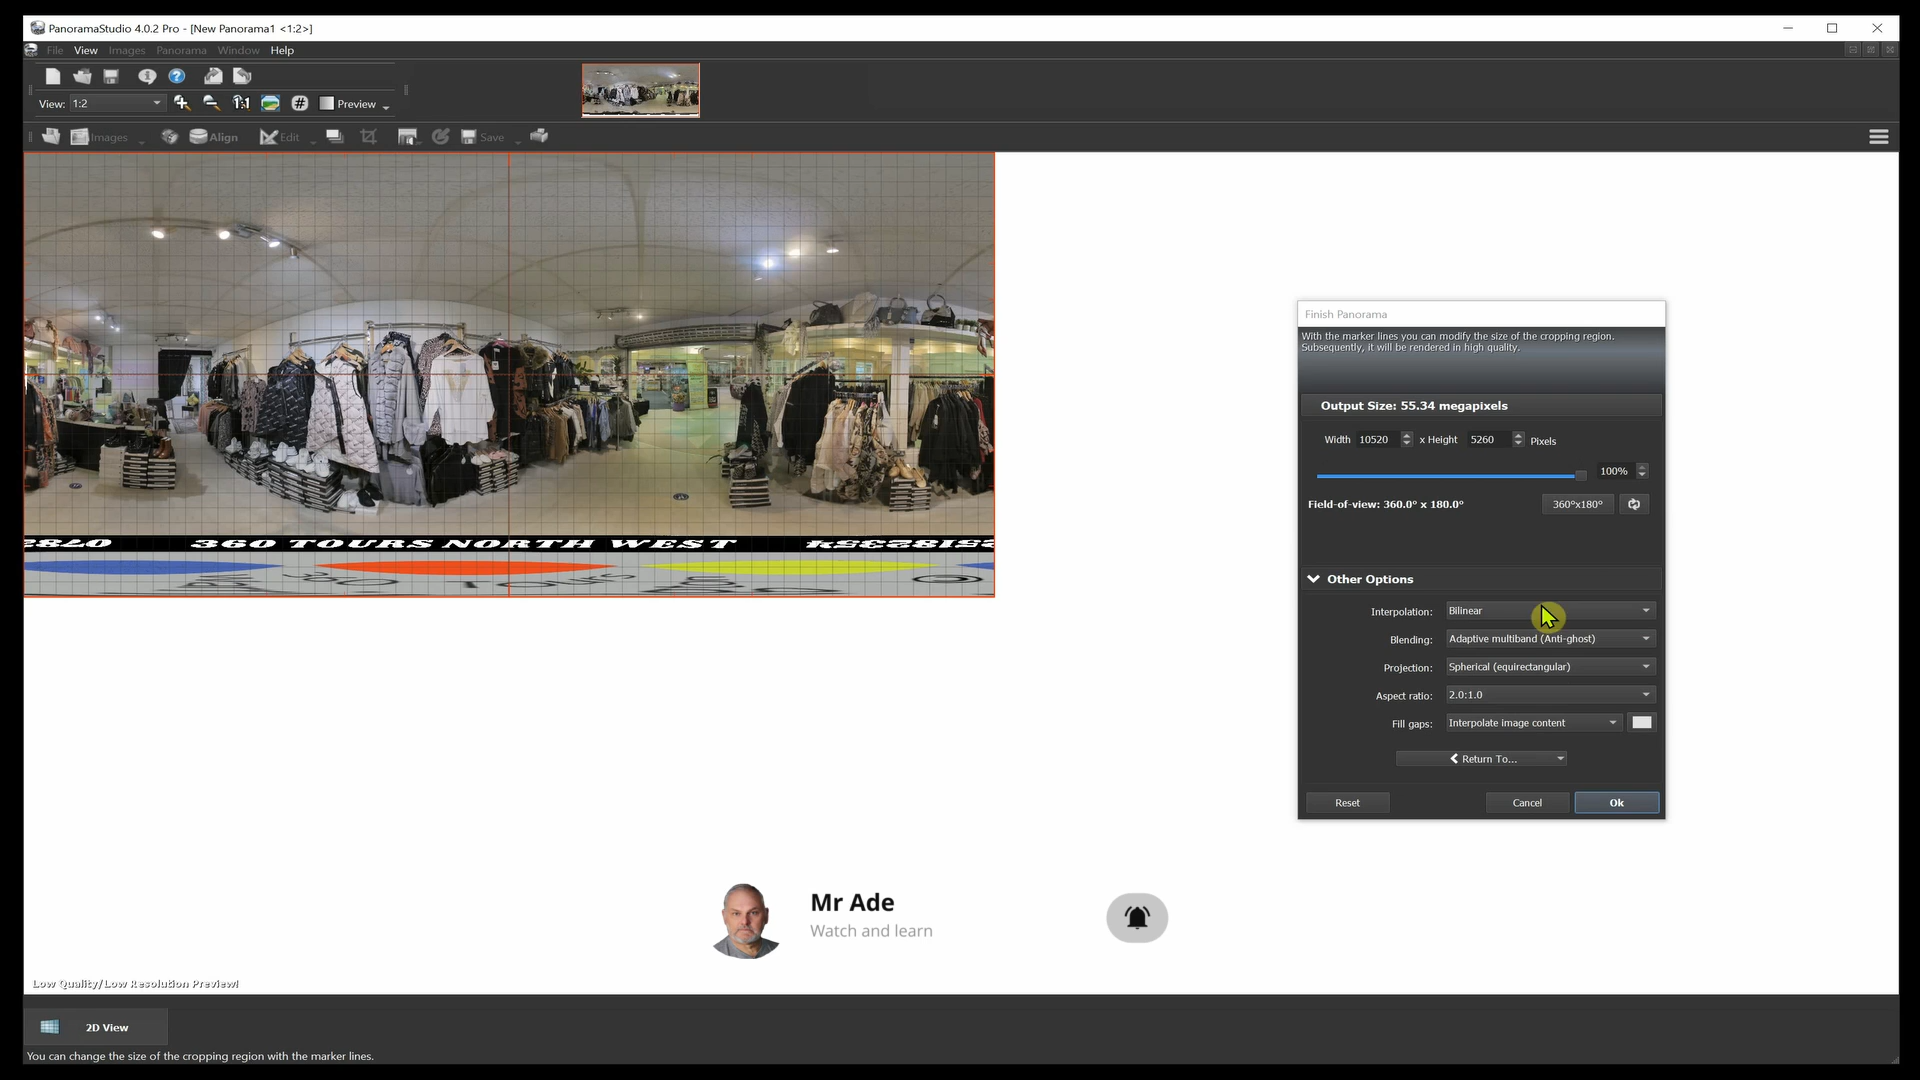 PanoramaStudio 4.0.2 Pro - [New Panorama1 <1:2>]
File View Images Panorama Window Help
View: 1:2 1:1 # Preview
Images Align Edit Save
360 TOURS NORTH WEST
Finish Panorama
With the marker lines you can modify the size of the cropping region.
Subsequently, it will be rendered in high quality.
Output Size: 55.34 megapixels
Width 10520 x Height 5260 Pixels
100%
Field-of-view: 360.0° x 180.0° 360°x180°
Other Options
Interpolation: Bilinear
Blending: Adaptive multiband (Anti-ghost)
Projection: Spherical (equirectangular)
Aspect ratio: 2.0:1.0
Fill gaps: Interpolate image content
Return To...
Reset Cancel Ok
Mr Ade
Watch and learn
Low Quality/Low Resolution Preview!
2D View
You can change the size of the cropping region with the marker lines.